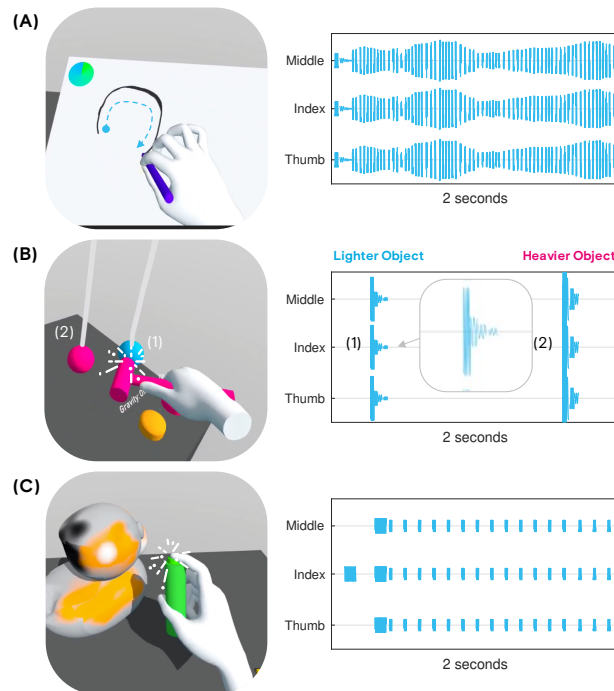 (A)
Middle
Index
Thumb
2 seconds
(B)
Lighter Object
Heavier Object
(2)
(1)
Gravity
Middle
(1)
Index
(2)
Thumb
2 seconds
(C)
Middle
Index
Thumb
2 seconds